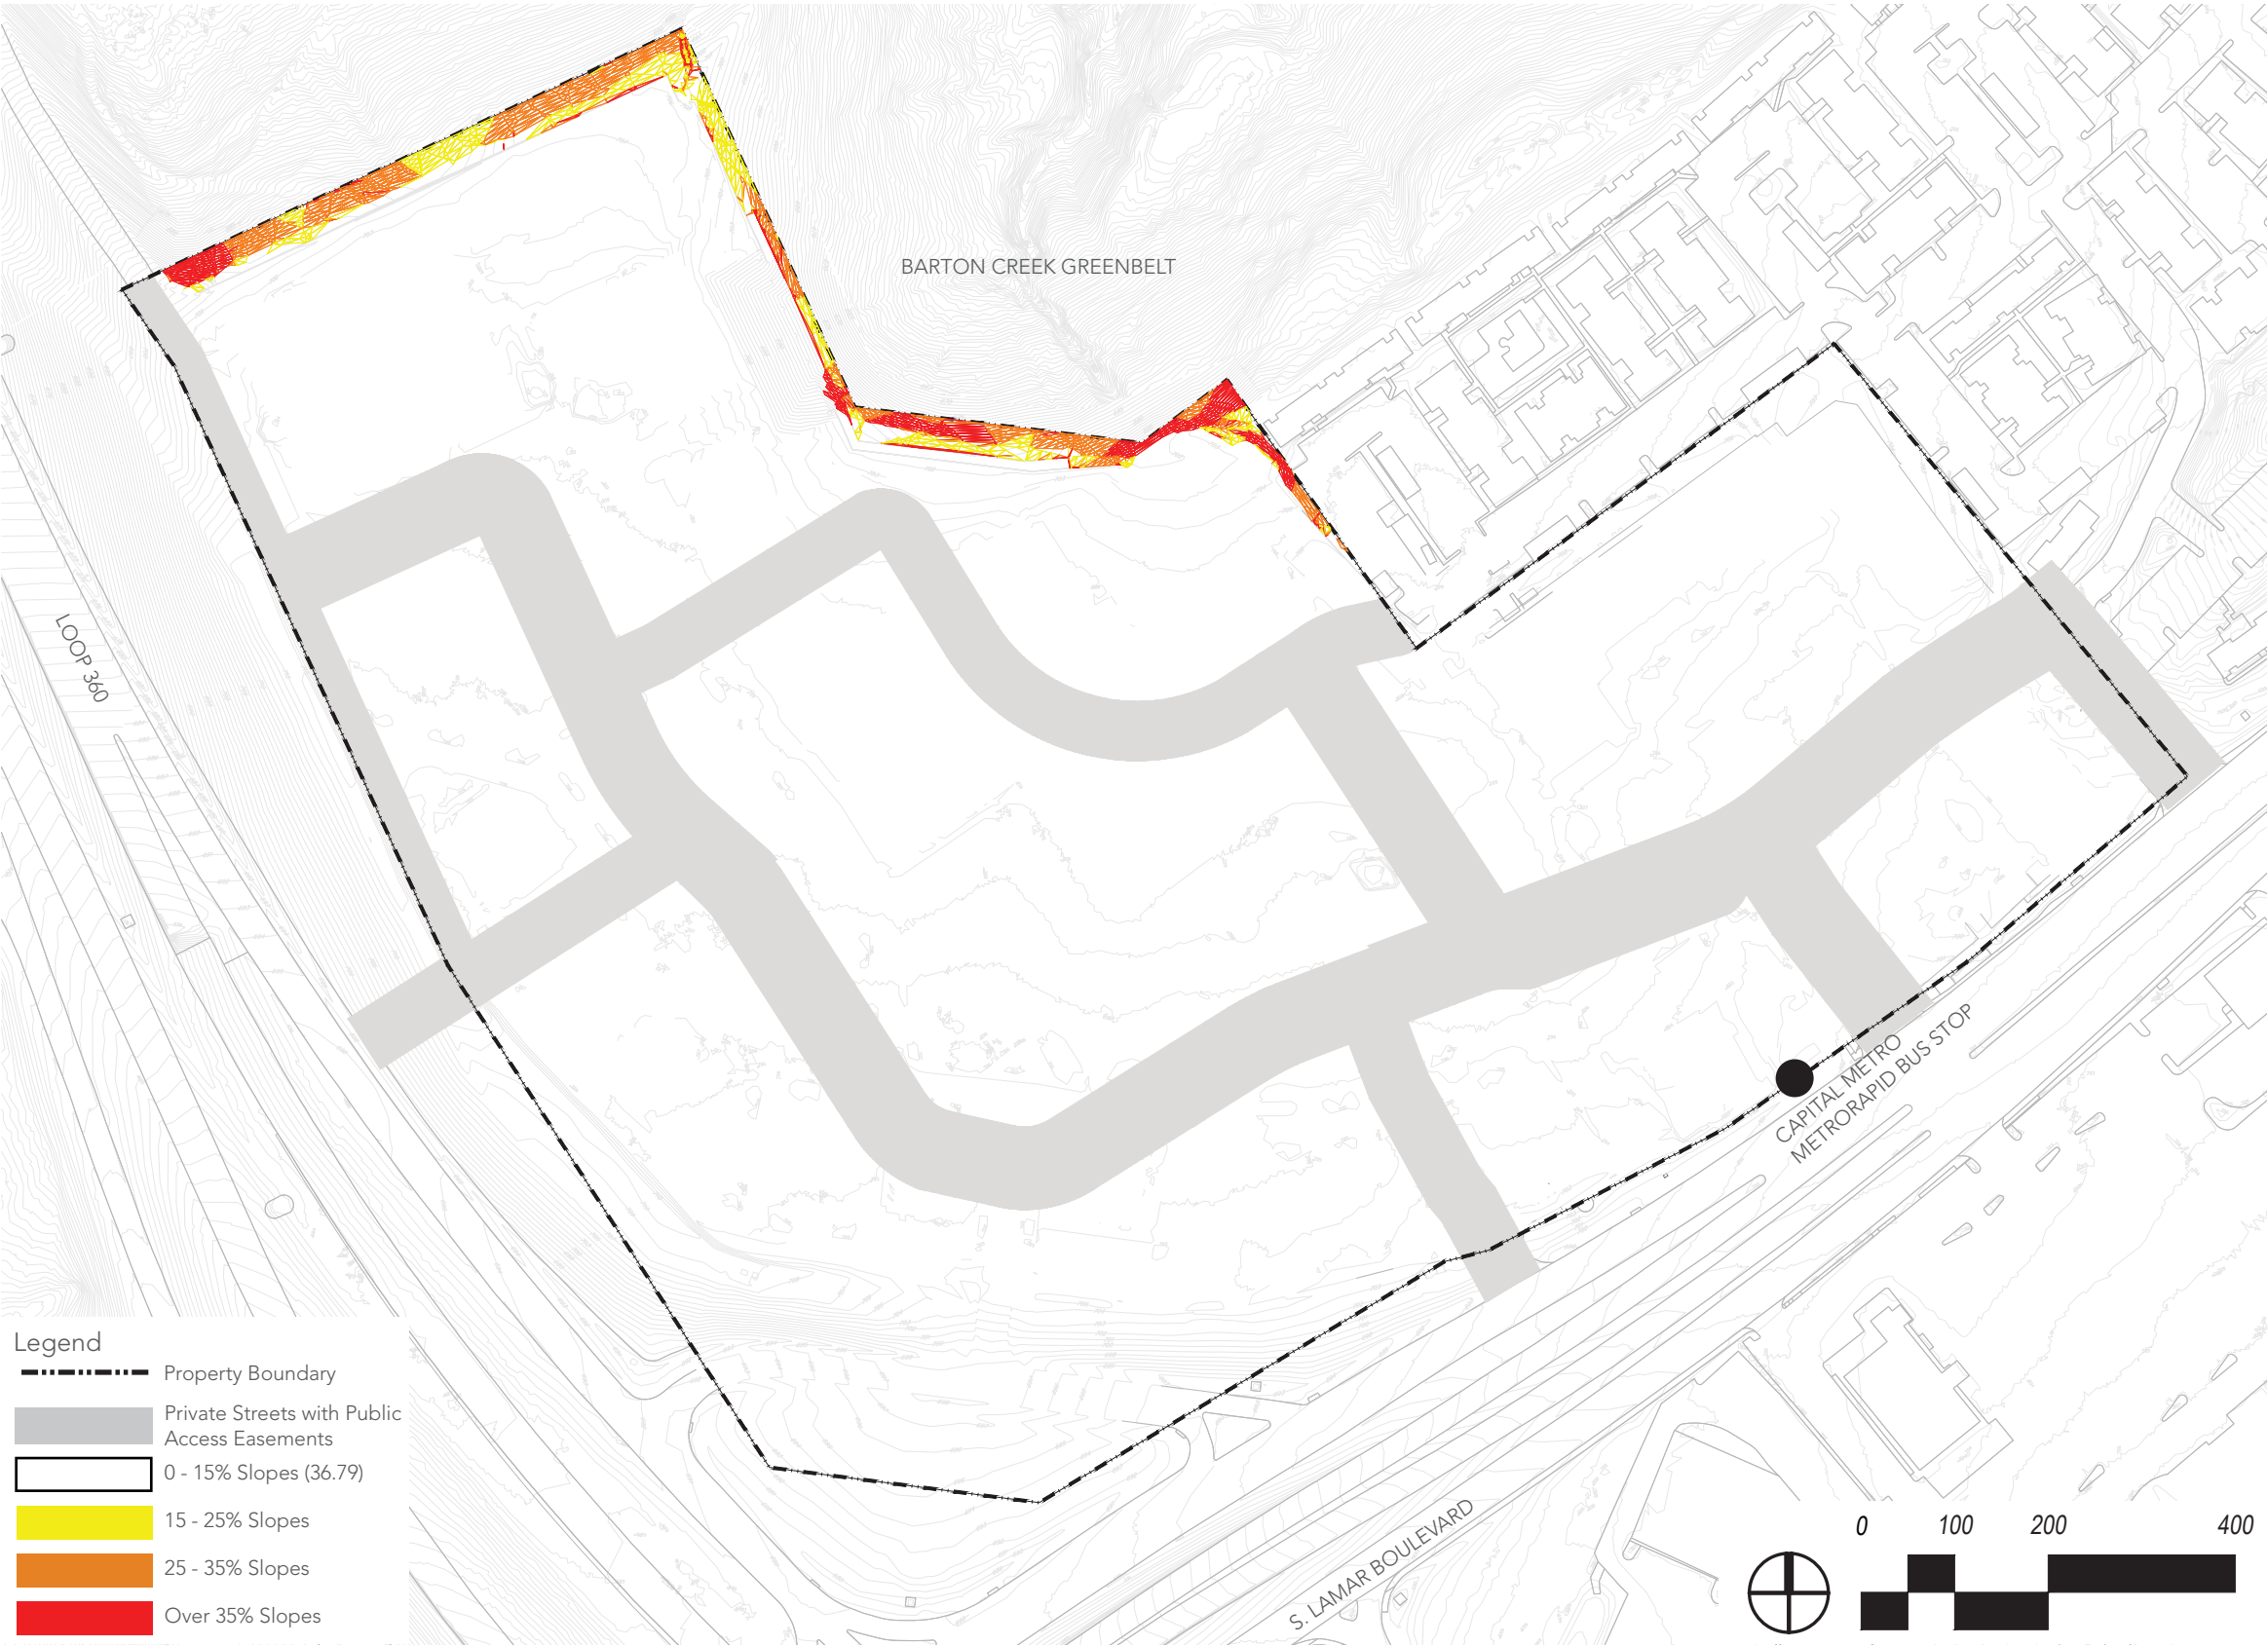 BARTON CREEK GREENBELT
LOOP 360
CAPITAL METRO
METRORAPID BUS STOP
S. LAMAR BOULEVARD
Legend
Property Boundary
Private Streets with Public
Access Easements
0 - 15% Slopes (36.79)
15 - 25% Slopes
25 - 35% Slopes
Over 35% Slopes
0 100 200 400